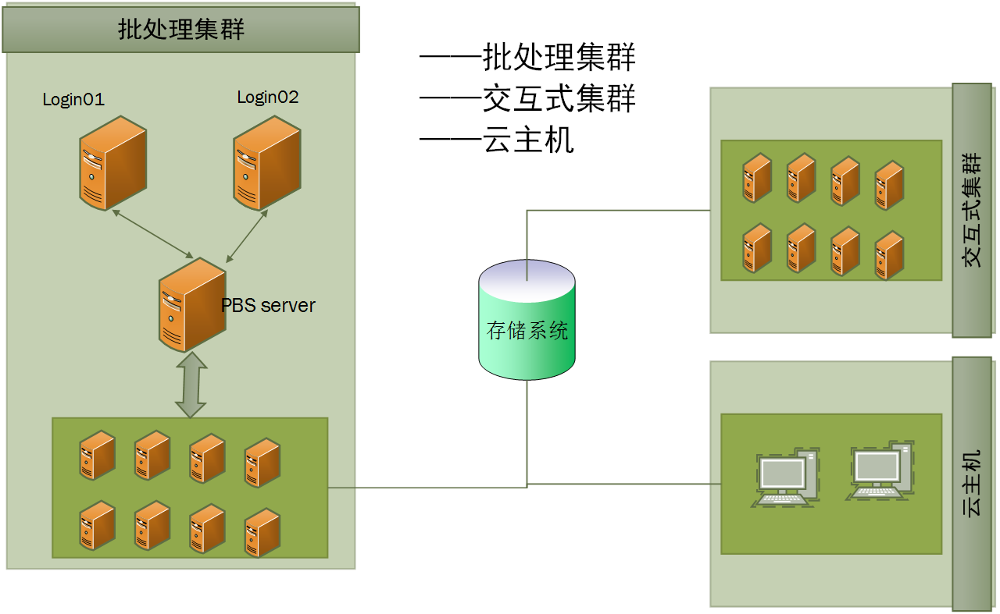 批处理集群
Login01
Login02
PBS server
——批处理集群
——交互式集群
——云主机
存储系统
交互式集群
云主机